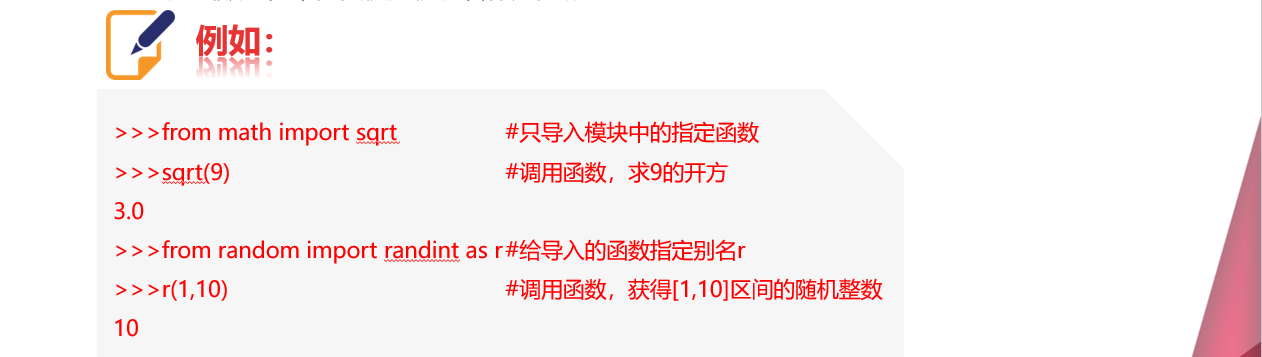 例如：
>>>from math import sqrt #只导入模块中的指定函数
>>>sqrt(9) #调用函数，求9的开方
3.0
>>>from random import randint as r #给导入的函数指定别名r
>>>r(1,10) #调用函数，获得[1,10]区间的随机整数
10